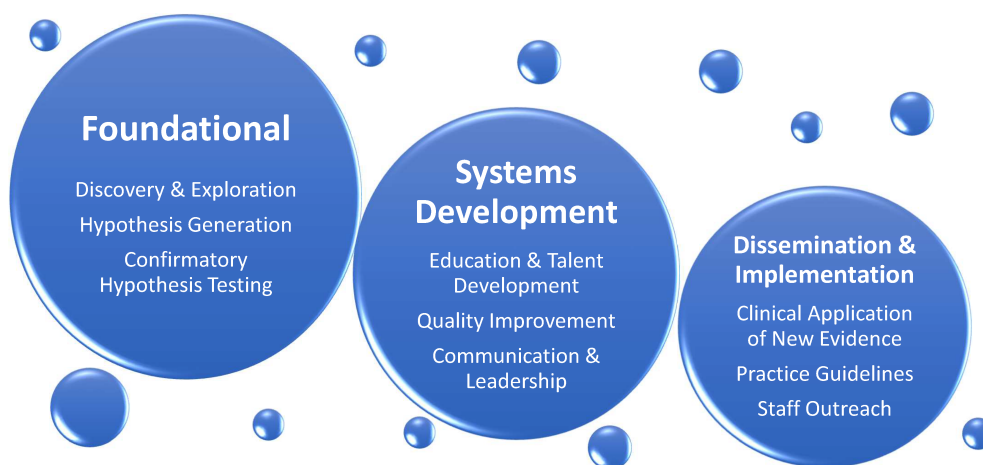 Foundational
Discovery & Exploration
Hypothesis Generation
Confirmatory
Hypothesis Testing
Systems
Development
Education & Talent
Development
Quality Improvement
Communication &
Leadership
Dissemination &
Implementation
Clinical Application
of New Evidence
Practice Guidelines
Staff Outreach